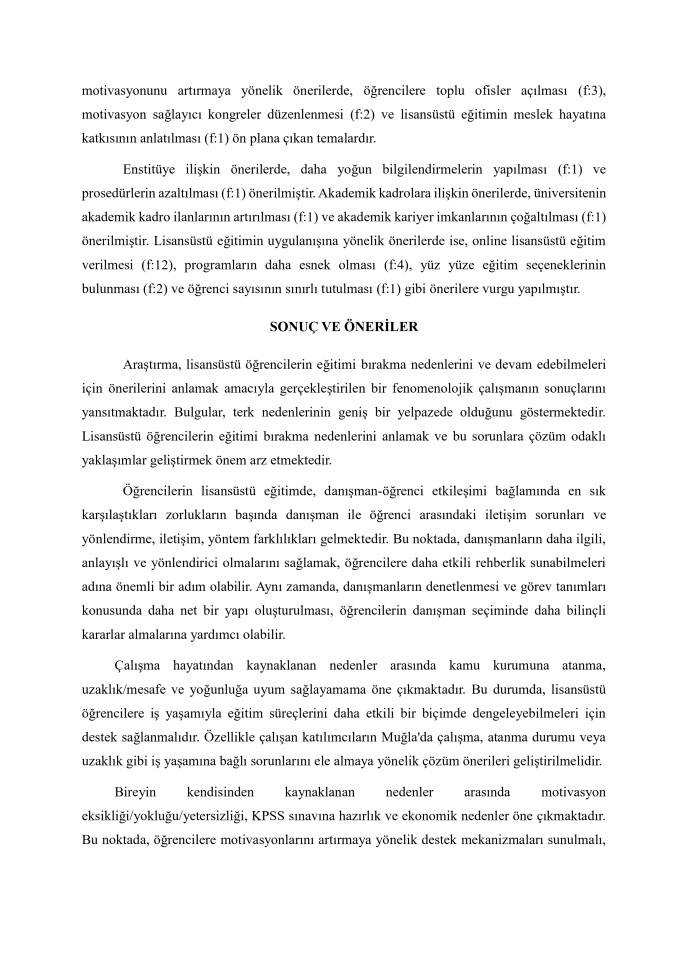 motivasyonunu artırmaya yönelik önerilerde, öğrencilere toplu ofisler açılması (f:3),
motivasyon sağlayıcı kongreler düzenlenmesi (f:2) ve lisansüstü eğitimin meslek hayatına
katkısının anlatılması (f:1) ön plana çıkan temalardır.
Enstitüye ilişkin önerilerde, daha yoğun bilgilendirmelerin yapılması (f:1) ve
prosedürlerin azaltılması (f:1) önerilmiştir. Akademik kadrolara ilişkin önerilerde, üniversitenin
akademik kadro ilanlarının artırılması (f:1) ve akademik kariyer imkanlarının çoğaltılması (f:1)
önerilmiştir. Lisansüstü eğitimin uygulanışına yönelik önerilerde ise, online lisansüstü eğitim
verilmesi (f:12), programların daha esnek olması (f:4), yüz yüze eğitim seçeneklerinin
bulunması (f:2) ve öğrenci sayısının sınırlı tutulması (f:1) gibi önerilere vurgu yapılmıştır.
SONUÇ VE ÖNERİLER
Araştırma, lisansüstü öğrencilerin eğitimi bırakma nedenlerini ve devam edebilmeleri
için önerilerini anlamak amacıyla gerçekleştirilen bir fenomenolojik çalışmanın sonuçlarını
yansıtmaktadır. Bulgular, terk nedenlerinin geniş bir yelpazede olduğunu göstermektedir.
Lisansüstü öğrencilerin eğitimi bırakma nedenlerini anlamak ve bu sorunlara çözüm odaklı
yaklaşımlar geliştirmek önem arz etmektedir.
Öğrencilerin lisansüstü eğitimde, danışman-öğrenci etkileşimi bağlamında en sık
karşılaştıkları zorlukların başında danışman ile öğrenci arasındaki iletişim sorunları ve
yönlendirme, iletişim, yöntem farklılıkları gelmektedir. Bu noktada, danışmanların daha ilgili,
anlayışlı ve yönlendirici olmalarını sağlamak, öğrencilere daha etkili rehberlik sunabilmeleri
adına önemli bir adım olabilir. Aynı zamanda, danışmanların denetlenmesi ve görev tanımları
konusunda daha net bir yapı oluşturulması, öğrencilerin danışman seçiminde daha bilinçli
kararlar almalarına yardımcı olabilir.
Çalışma hayatından kaynaklanan nedenler arasında kamu kurumuna atanma,
uzaklık/mesafe ve yoğunluğa uyum sağlayamama öne çıkmaktadır. Bu durumda, lisansüstü
öğrencilere iş yaşamıyla eğitim süreçlerini daha etkili bir biçimde dengeleyebilmeleri için
destek sağlanmalıdır. Özellikle çalışan katılımcıların Muğla'da çalışma, atanma durumu veya
uzaklık gibi iş yaşamına bağlı sorunlarını ele almaya yönelik çözüm önerileri geliştirilmelidir.
Bireyin kendisinden kaynaklanan nedenler arasında motivasyon
eksikliği/yokluğu/yetersizliği, KPSS sınavına hazırlık ve ekonomik nedenler öne çıkmaktadır.
Bu noktada, öğrencilere motivasyonlarını artırmaya yönelik destek mekanizmaları sunulmalı,